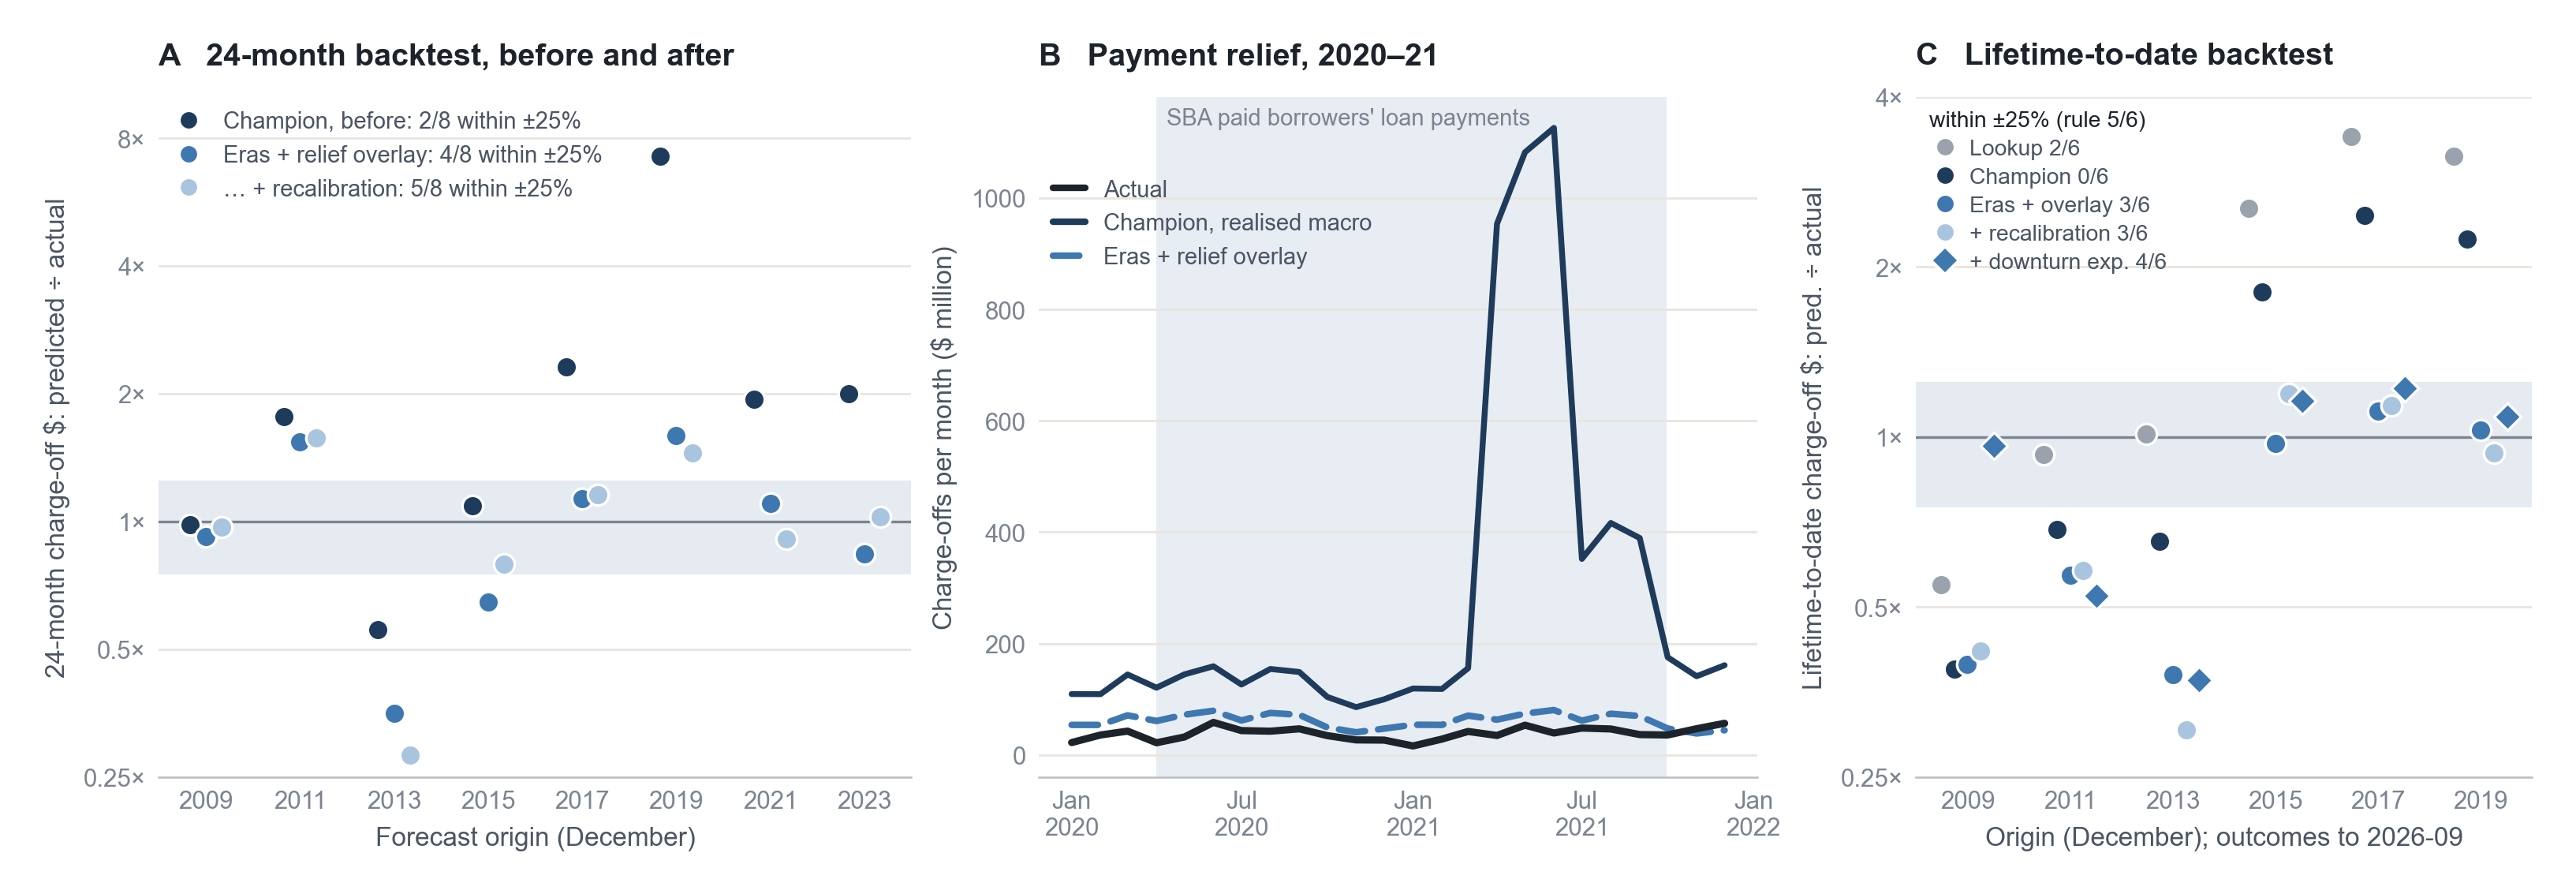 A 24-month backtest, before and after
Champion, before: 2/8 within ±25%
Eras + relief overlay: 4/8 within ±25%
… + recalibration: 5/8 within ±25%
24-month charge-off $: predicted ÷ actual
8×
4×
2×
1×
0.5×
0.25×
2009 2011 2013 2015 2017 2019 2021 2023
Forecast origin (December)
B Payment relief, 2020–21
SBA paid borrowers' loan payments
Actual
Champion, realised macro
Eras + relief overlay
Charge-offs per month ($ million)
1000
800
600
400
200
0
Jan 2020
Jul 2020
Jan 2021
Jul 2021
Jan 2022
C Lifetime-to-date backtest
within ±25% (rule 5/6)
Lookup 2/6
Champion 0/6
Eras + overlay 3/6
+ recalibration 3/6
+ downturn exp. 4/6
Lifetime-to-date charge-off $: pred. ÷ actual
4×
2×
1×
0.5×
0.25×
2009 2011 2013 2015 2017 2019
Origin (December); outcomes to 2026-09